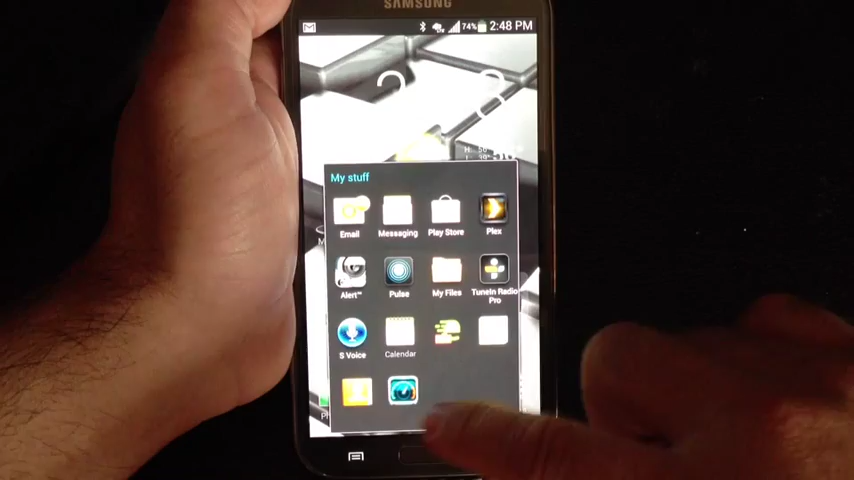 SAMSUNG
74% 2:48 PM
My stuff
Email Messaging Play Store Plex
Alert™ Pulse My Files TuneIn Radio Pro
S Voice Calendar